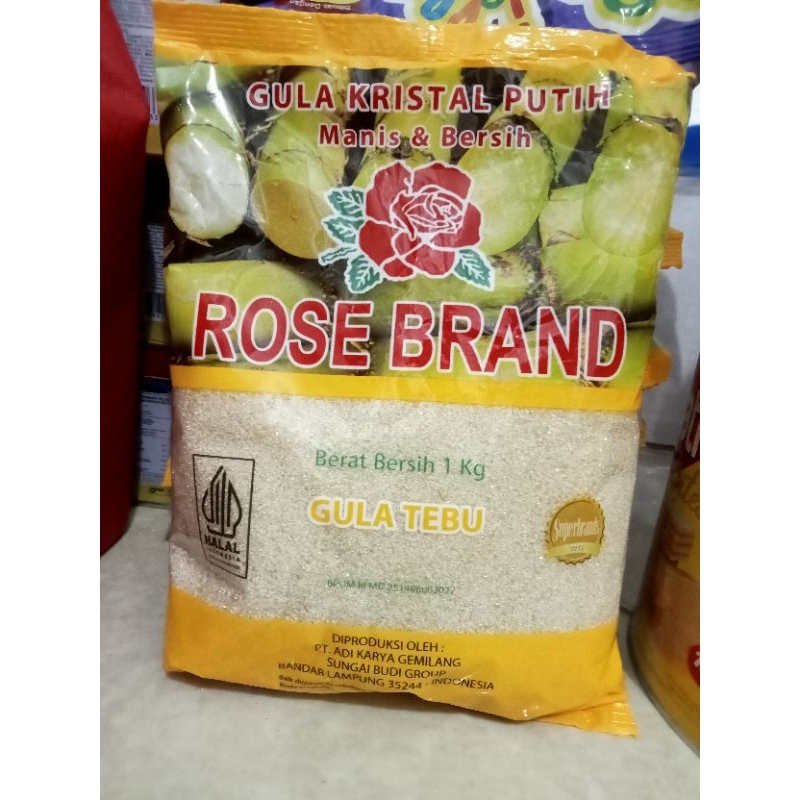 GULA KRISTAL PUTIH
Manis & Bersih
ROSE BRAND
Berat Bersih 1 Kg
GULA TEBU
HALAL
INDONESIA
Superbrands
DIPRODUKSI OLEH :
PT. ADI KARYA GEMILANG
SUNGAI BUDI GROUP
BANDAR LAMPUNG 35244 - INDONESIA